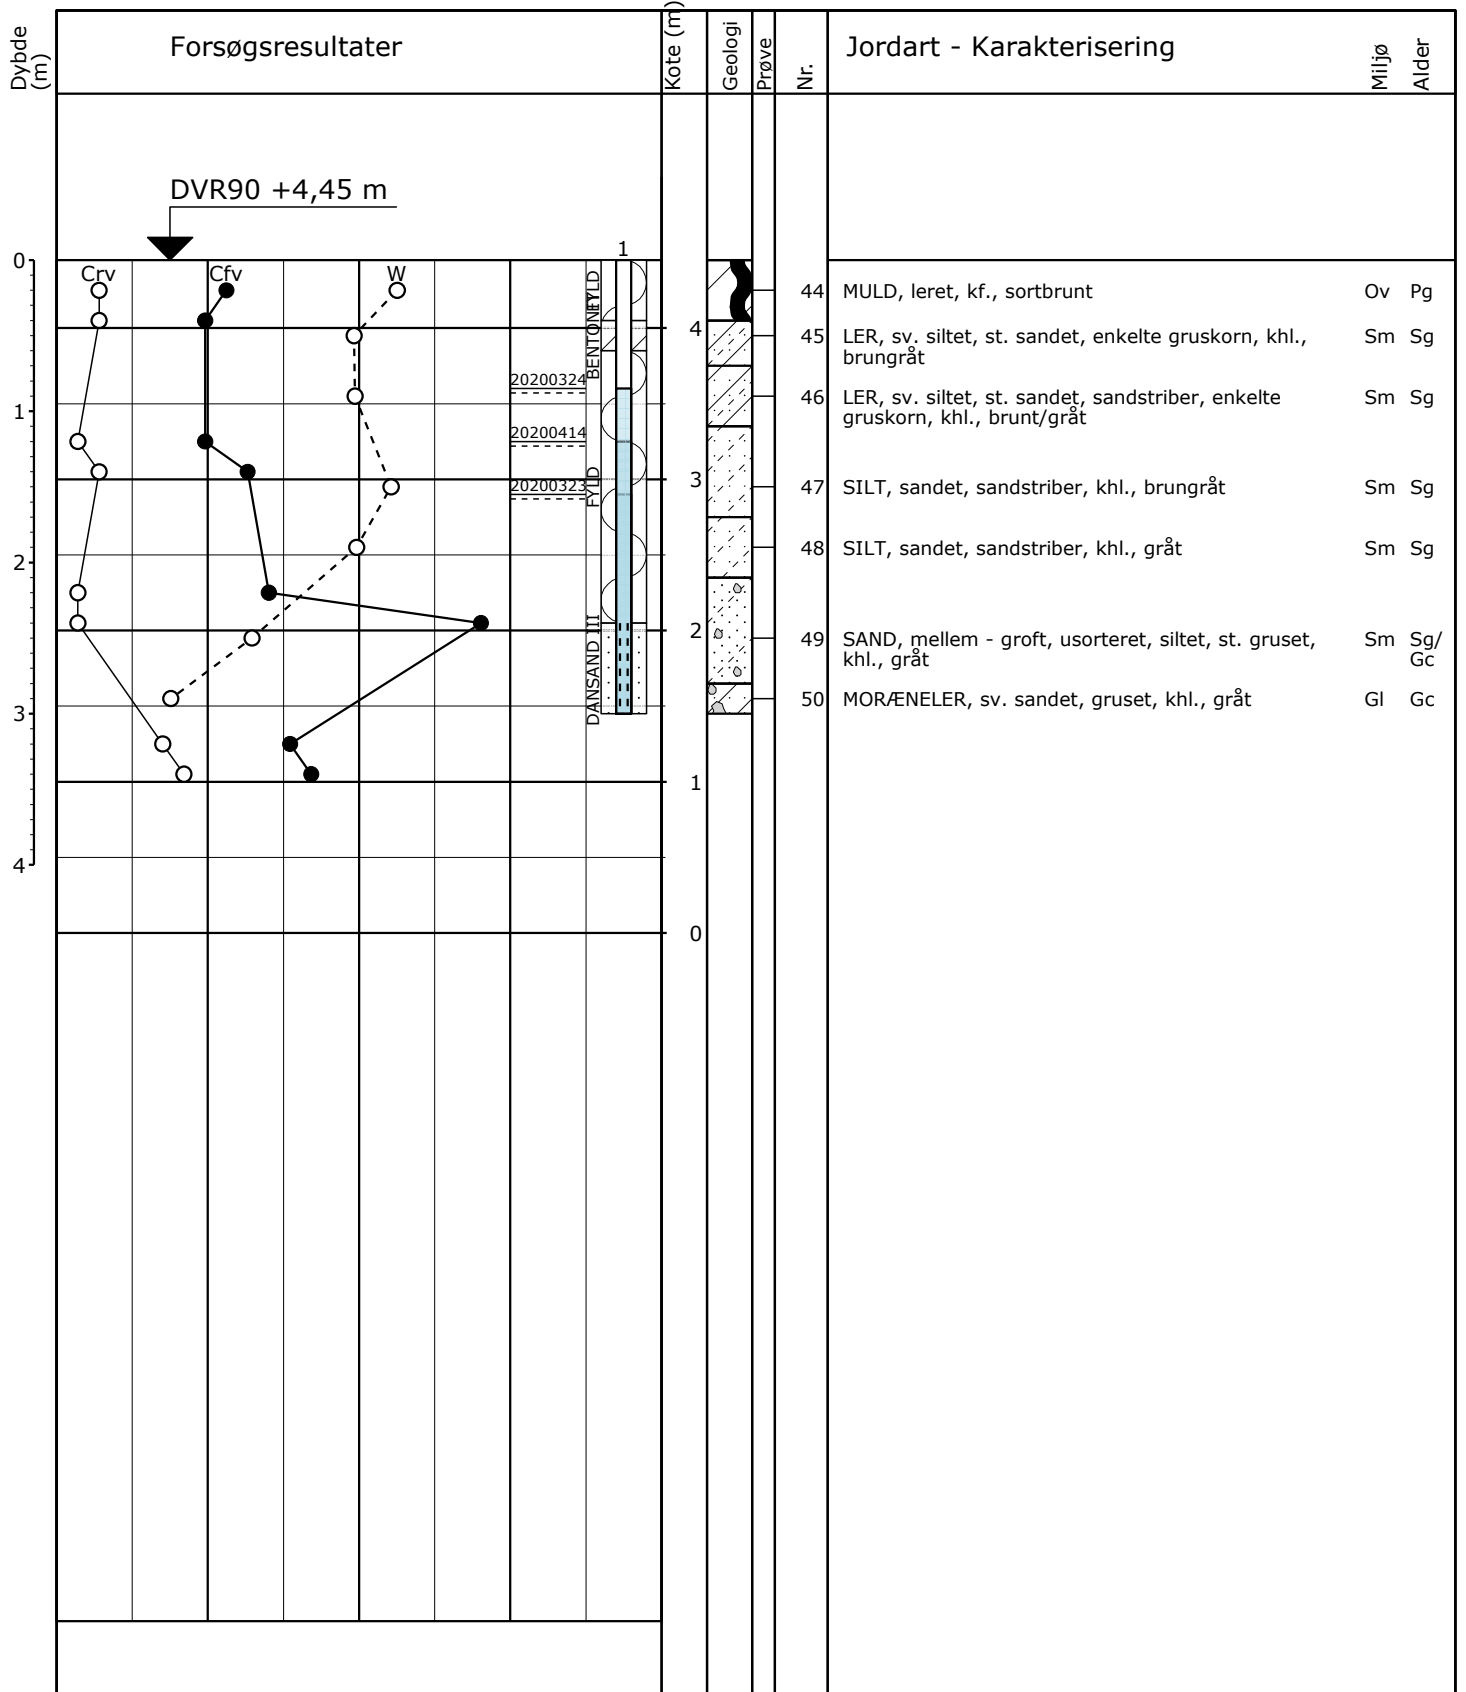 Dybde (m)
Forsøgsresultater
Kote (m)
Geologi
Prøve
Nr.
Jordart - Karakterisering
Miljø
Alder
DVR90 +4,45 m
0
1
2
3
4
Crv
Cfv
W
1
FYLD
BENTONIT
20200324
20200414
20200323
FYLD
DANSAND III
4
3
2
1
0
44 MULD, leret, kf., sortbrunt Ov Pg
45 LER, sv. siltet, st. sandet, enkelte gruskorn, khl., Sm Sg
brungråt
46 LER, sv. siltet, st. sandet, sandstriber, enkelte Sm Sg
gruskorn, khl., brunt/gråt
47 SILT, sandet, sandstriber, khl., brungråt Sm Sg
48 SILT, sandet, sandstriber, khl., gråt Sm Sg
49 SAND, mellem - groft, usorteret, siltet, st. gruset, Sm Sg/
khl., gråt Gc
50 MORÆNELER, sv. sandet, gruset, khl., gråt Gl Gc